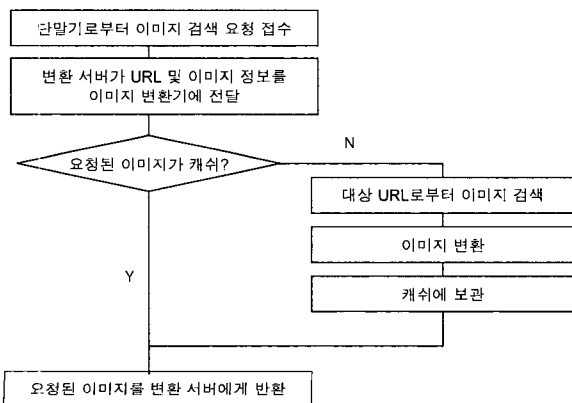 단말기로부터 이미지 검색 요청 접수
변환 서버가 URL 및 이미지 정보를
이미지 변환기에 전달
요청된 이미지가 캐쉬?
N
대상 URL로부터 이미지 검색
이미지 변환
캐쉬에 보관
Y
요청된 이미지를 변환 서버에게 반환